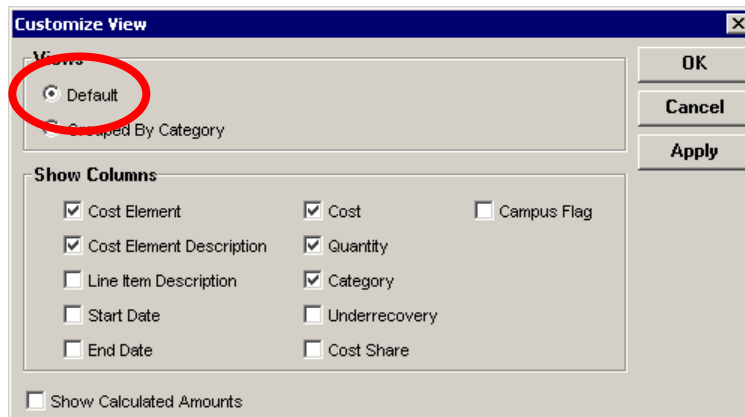 Customize View
Views
Default
Grouped By Category
OK
Cancel
Apply
Show Columns
Cost Element
Cost
Campus Flag
Cost Element Description
Quantity
Line Item Description
Category
Start Date
Underrecovery
End Date
Cost Share
Show Calculated Amounts